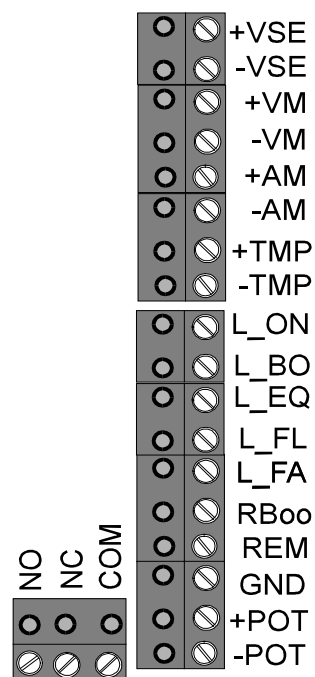 +VSE
-VSE
+VM
-VM
+AM
-AM
+TMP
-TMP
L_ON
L_BO
L_EQ
L_FL
L_FA
RBoo
REM
GND
+POT
-POT
NO
NC
COM